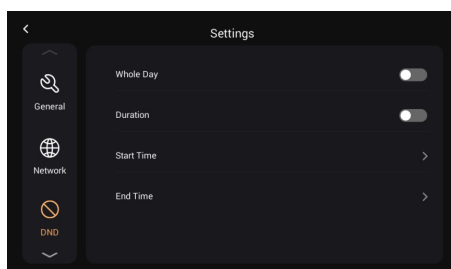 Settings
General
Network
DND
Whole Day
Duration
Start Time
End Time